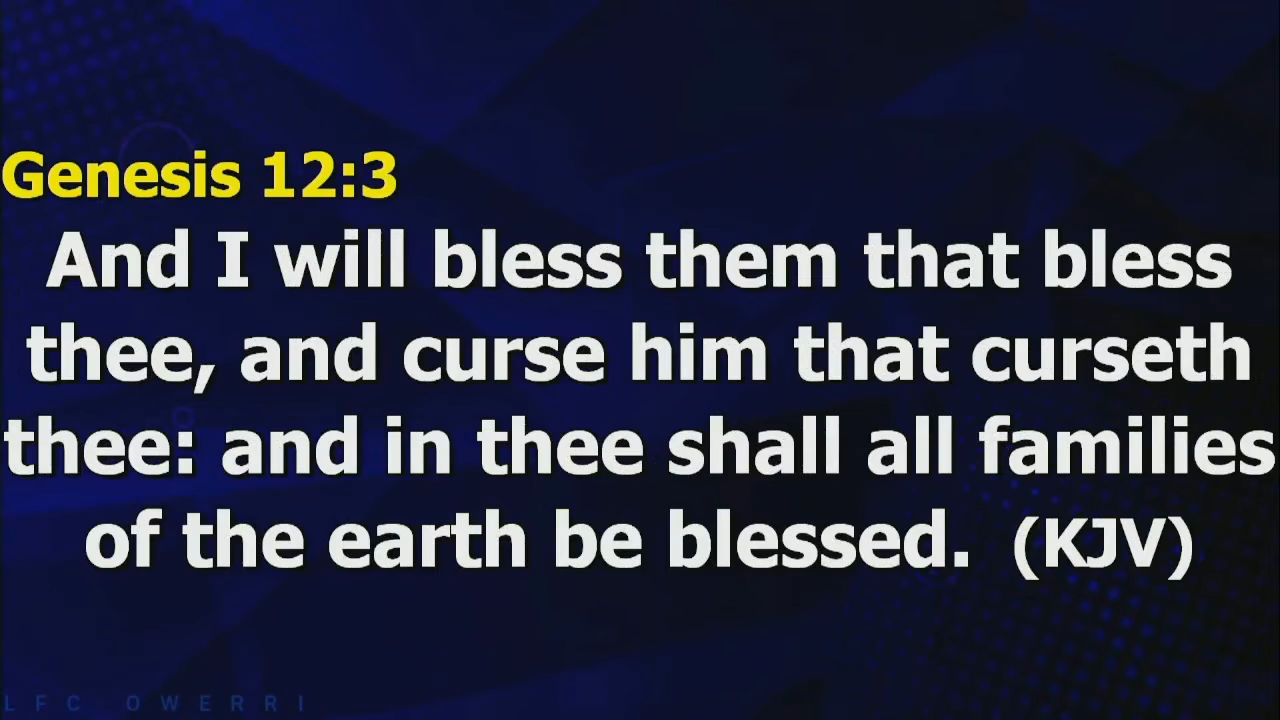 Genesis 12:3
And I will bless them that bless
thee, and curse him that curseth
thee: and in thee shall all families
of the earth be blessed. (KJV)
LFC OWERRI